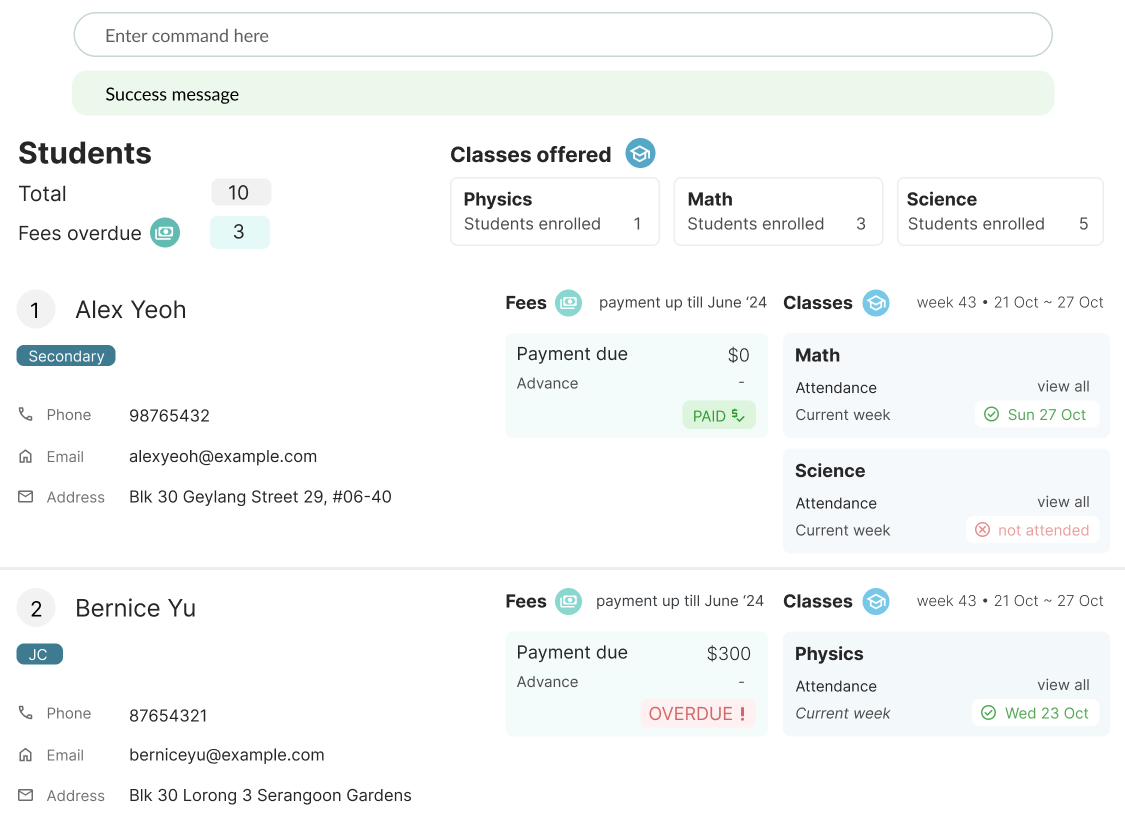 Enter command here
Success message
Students
Total 10
Fees overdue 3
Classes offered
Physics
Students enrolled 1
Math
Students enrolled 3
Science
Students enrolled 5
1 Alex Yeoh
Secondary
Phone 98765432
Email alexyeoh@example.com
Address Blk 30 Geylang Street 29, #06-40
Fees payment up till June ‘24
Payment due $0
Advance -
PAID $
Classes week 43 • 21 Oct ~ 27 Oct
Math
Attendance view all
Current week Sun 27 Oct
Science
Attendance view all
Current week not attended
2 Bernice Yu
JC
Phone 87654321
Email berniceyu@example.com
Address Blk 30 Lorong 3 Serangoon Gardens
Fees payment up till June ‘24
Payment due $300
Advance -
OVERDUE !
Classes week 43 • 21 Oct ~ 27 Oct
Physics
Attendance view all
Current week Wed 23 Oct